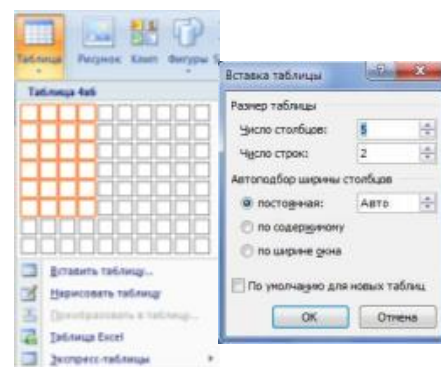 Таблица Рисунок Клип Фигуры
Таблица 4x6
Вставить таблицу...
Нарисовать таблицу
Преобразовать в таблицу...
Таблица Excel
Экспресс-таблицы
Вставка таблицы
Размер таблицы
Число столбцов: 5
Число строк: 2
Автоподбор ширины столбцов
постоянная: Авто
по содержимому
по ширине окна
По умолчанию для новых таблиц
ОК Отмена